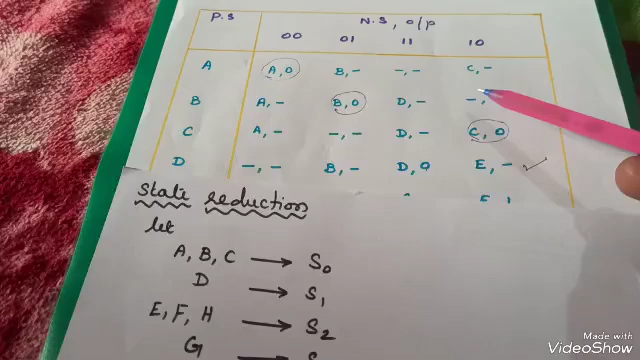 P.S N.S, o/p
00 01 11 10
A A,0 B,- -,- C,-
B A,- B,0 D,- -,
C A,- -,- D,- C,0
D -,- B,- D,0 E,- ✓
State Reduction
let
A, B, C → S0
D → S1
E, F, H → S2
G →
Made with
VideoShow